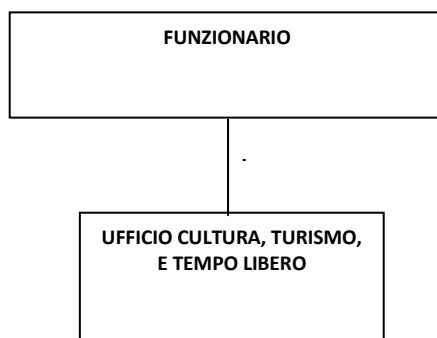 FUNZIONARIO
-
UFFICIO CULTURA, TURISMO,
E TEMPO LIBERO